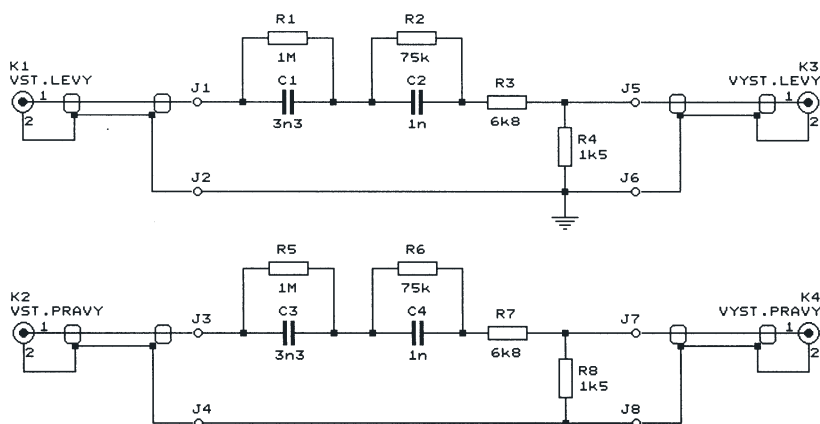 R1
1M
R2
75k
K1
VST.LEVY
1
2
J1
C1
3n3
C2
1n
R3
6k8
R4
1k5
J5
K3
VYST.LEVY
1
2
J2
J6
R5
1M
R6
75k
K2
VST.PRAVY
1
2
J3
C3
3n3
C4
1n
R7
6k8
R8
1k5
J7
K4
VYST.PRAVY
1
2
J4
J8